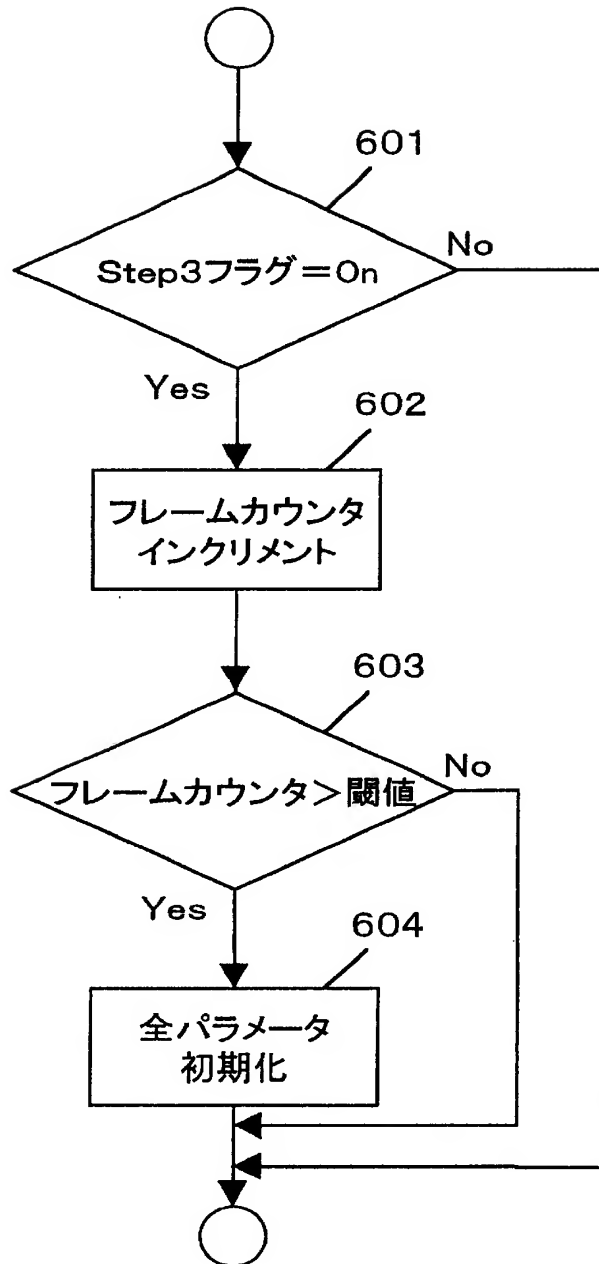 601
Step3フラグ＝On
No
Yes
602
フレームカウンタ
インクリメント
603
フレームカウンタ＞閾値
No
Yes
604
全パラメータ
初期化